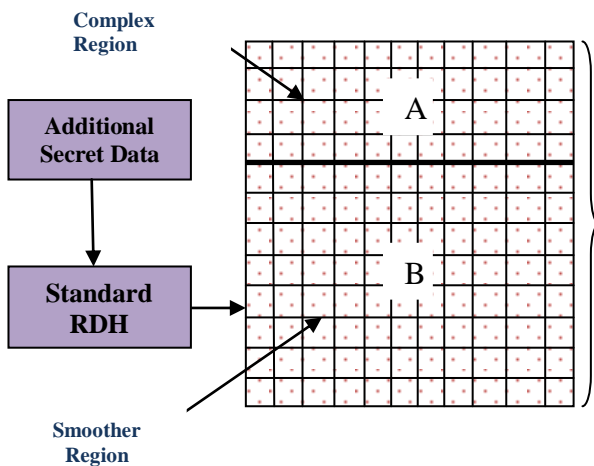 Complex
Region
A
Additional
Secret Data
B
Standard
RDH
Smoother
Region